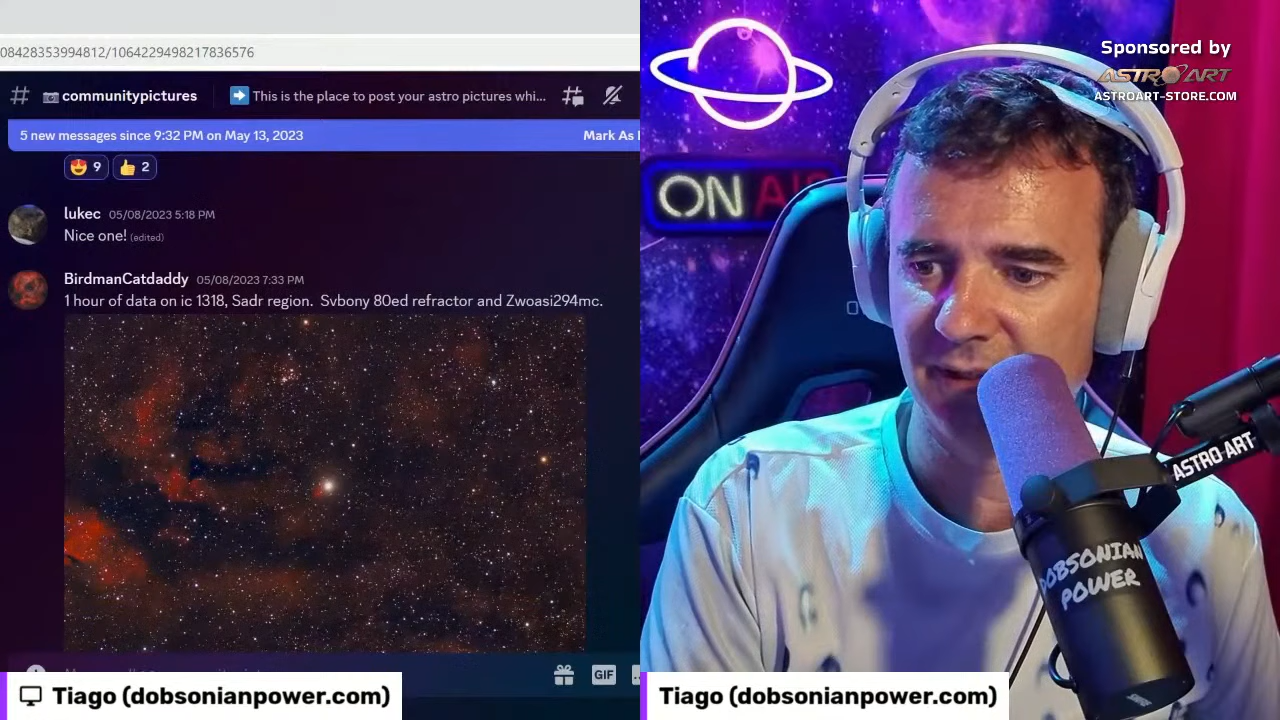 08428353994812/1064229498217836576
# communitypictures
This is the place to post your astro pictures whi...
5 new messages since 9:32 PM on May 13, 2023
Mark As
9
2
lukec 05/08/2023 5:18 PM
Nice one! (edited)
BirdmanCatdaddy 05/08/2023 7:33 PM
1 hour of data on ic 1318, Sadr region. Svbony 80ed refractor and Zwoasi294mc.
GIF
Tiago (dobsonianpower.com)
Sponsored by
ASTROART
ASTROART-STORE.COM
ON AIR
ASTRO ART
DOBSONIAN
POWER
Tiago (dobsonianpower.com)